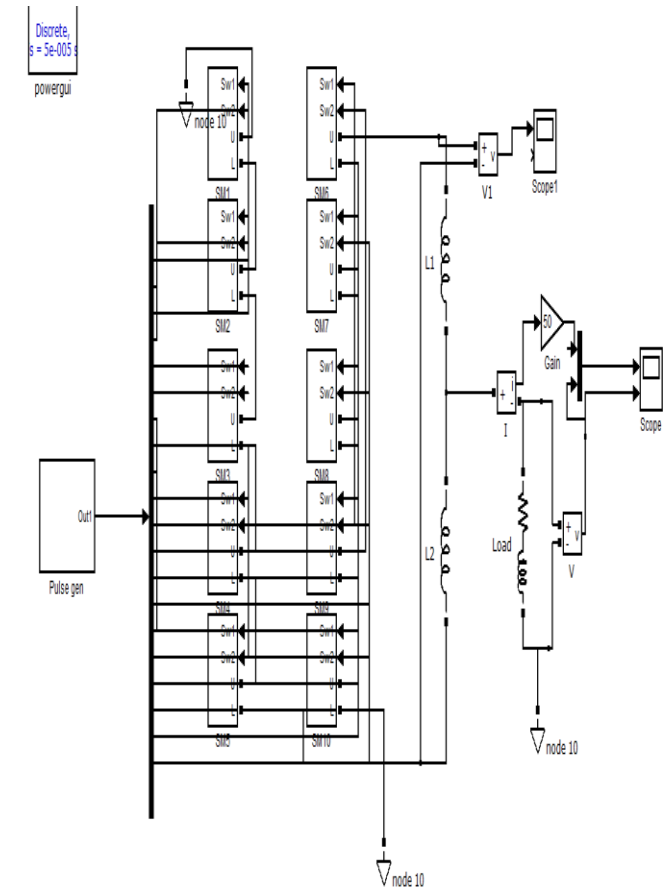 Discrete,
s = 5e-005 s
powergui
node 10
Sw1
Sw2
U
L
SM1
Sw1
Sw2
U
L
SM6
Sw1
Sw2
U
L
SM2
Sw1
Sw2
U
L
SM7
Sw1
Sw2
U
L
SM3
Sw1
Sw2
U
L
SM8
Sw1
Sw2
U
L
SM4
Sw1
Sw2
U
L
SM9
Sw1
Sw2
U
L
SM5
Sw1
Sw2
U
L
SM10
Out1
Pulse gen
+
-
v
V1
Scope1
L1
50
Gain
i
+
-
I
Scope
L2
Load
+
-
v
V
node 10
node 10